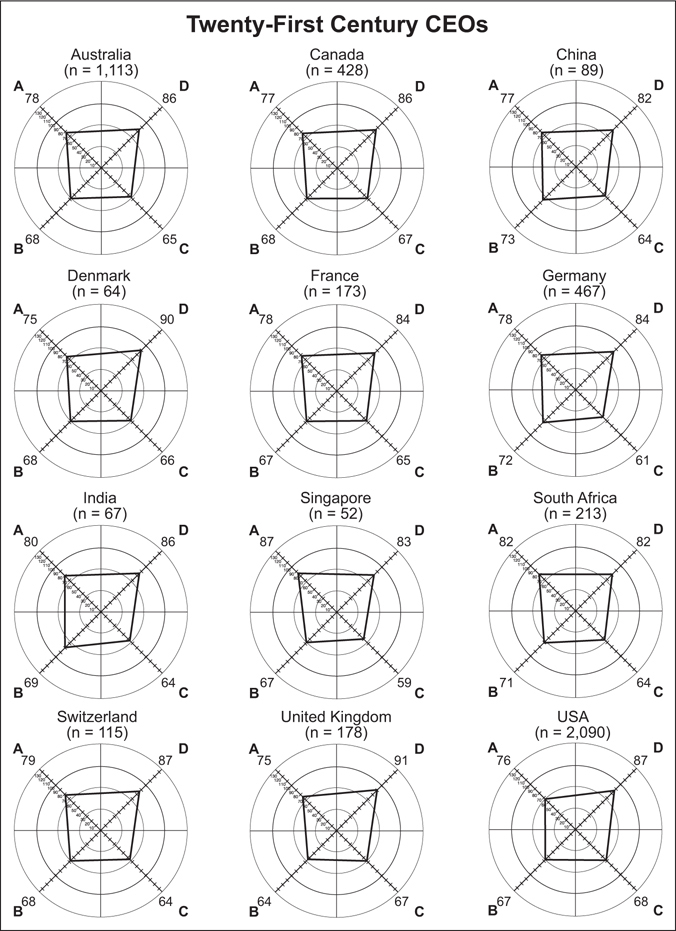 Twenty-First Century CEOs
Australia
(n = 1,113)
A
78
86
D
B
68
65
C
Canada
(n = 428)
77
86
D
68
67
C
China
(n = 89)
A
77
82
D
B
73
64
C
Denmark
(n = 64)
A
75
90
D
B
68
66
C
France
(n = 173)
A
78
84
D
B
67
65
C
Germany
(n = 467)
A
78
84
D
B
72
61
C
India
(n = 67)
A
80
86
D
B
69
64
C
Singapore
(n = 52)
A
87
83
D
B
67
59
C
South Africa
(n = 213)
A
82
82
D
B
71
64
C
Switzerland
(n = 115)
A
79
87
D
B
68
64
C
United Kingdom
(n = 178)
A
75
91
D
B
64
67
C
USA
(n = 2,090)
A
76
87
D
B
67
68
C